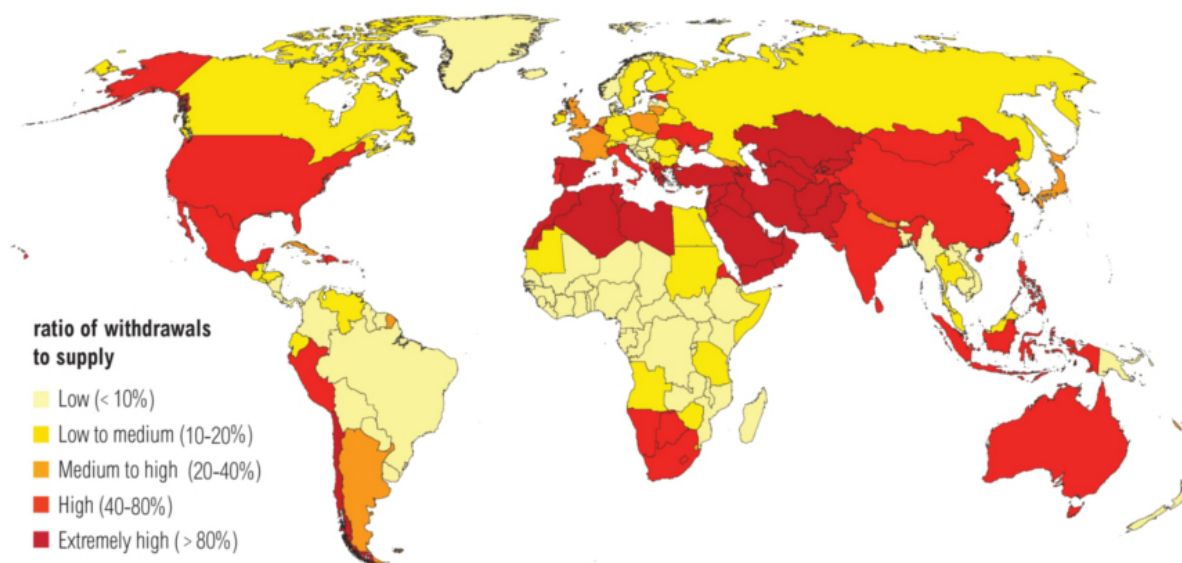 ratio of withdrawals
to supply
Low (< 10%)
Low to medium (10-20%)
Medium to high (20-40%)
High (40-80%)
Extremely high (> 80%)